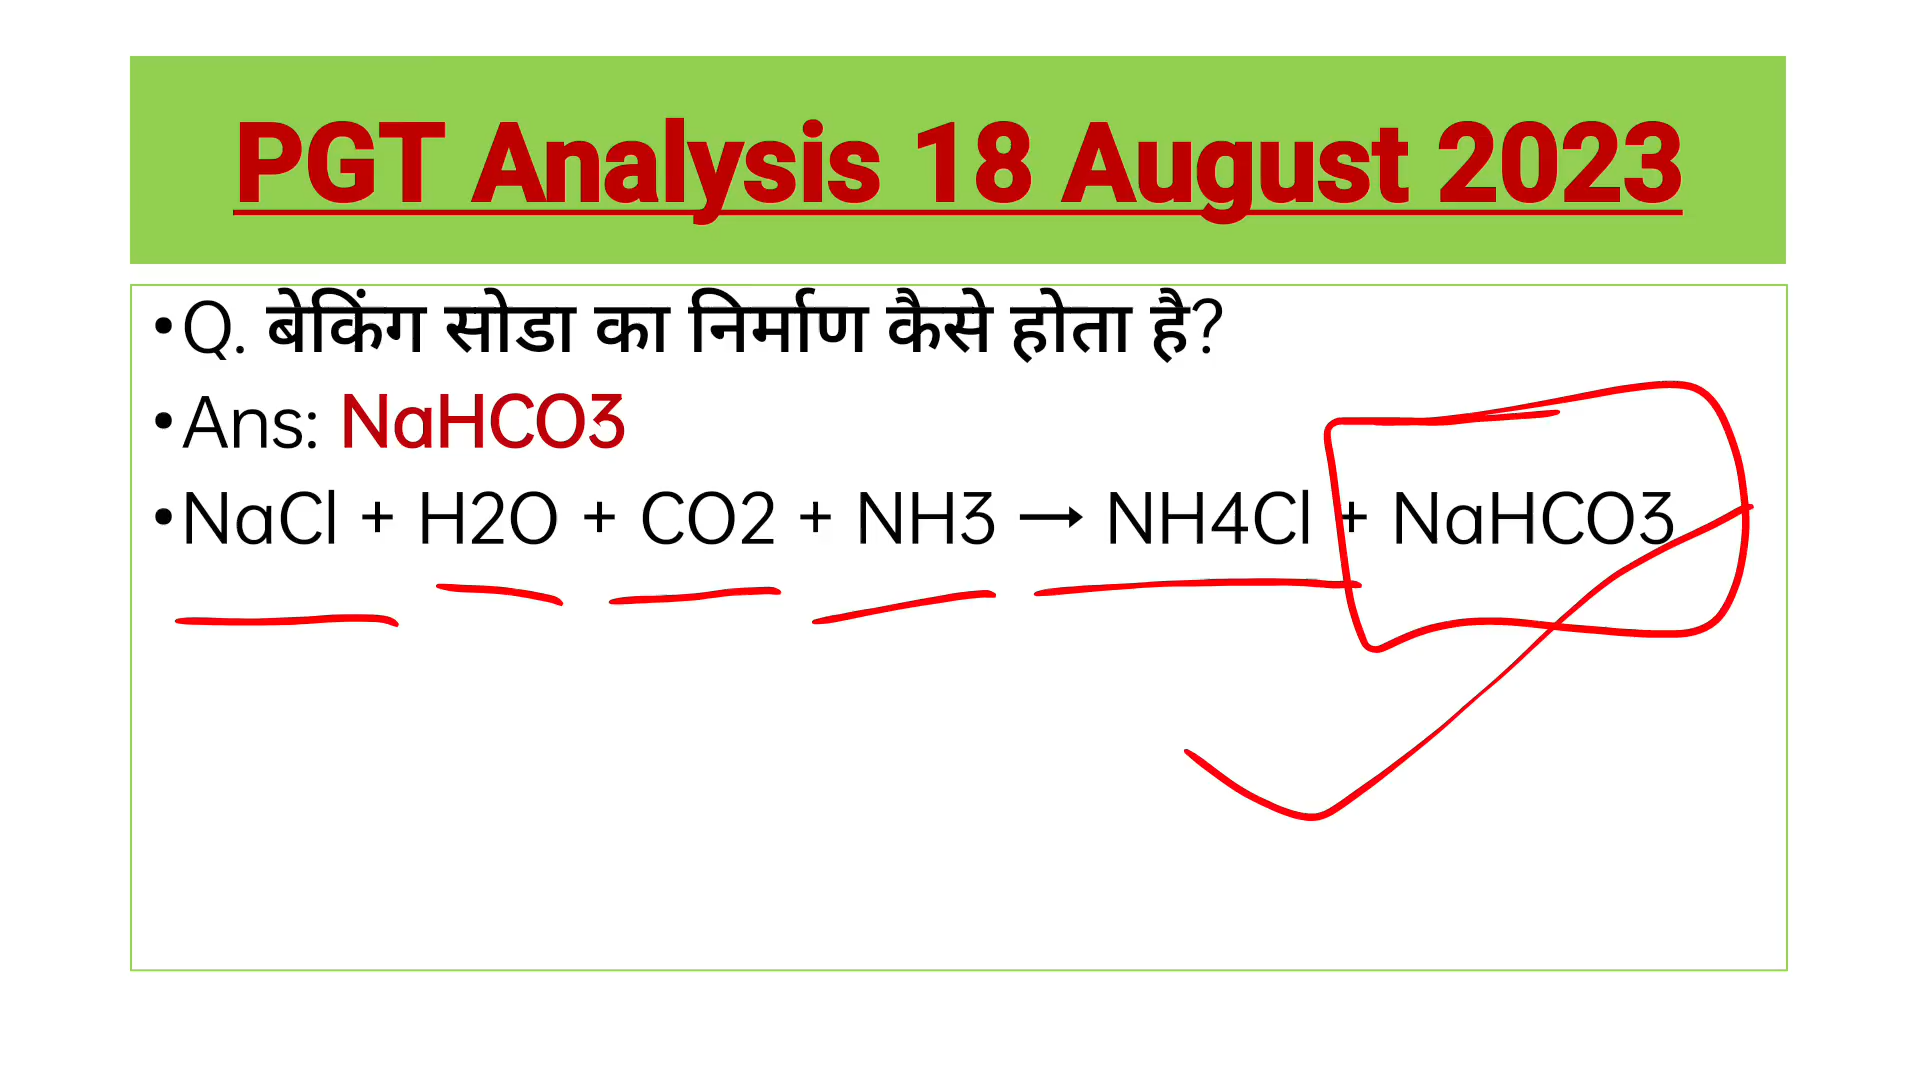 PGT Analysis 18 August 2023
•Q. बेकिंग सोडा का निर्माण कैसे होता है?
•Ans: NaHCO3
•NaCl + H2O + CO2 + NH3 → NH4Cl + NaHCO3